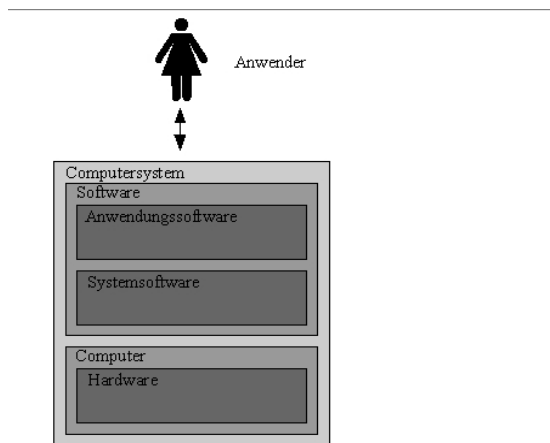 Anwender
Computersystem
Software
Anwendungssoftware
Systemsoftware
Computer
Hardware